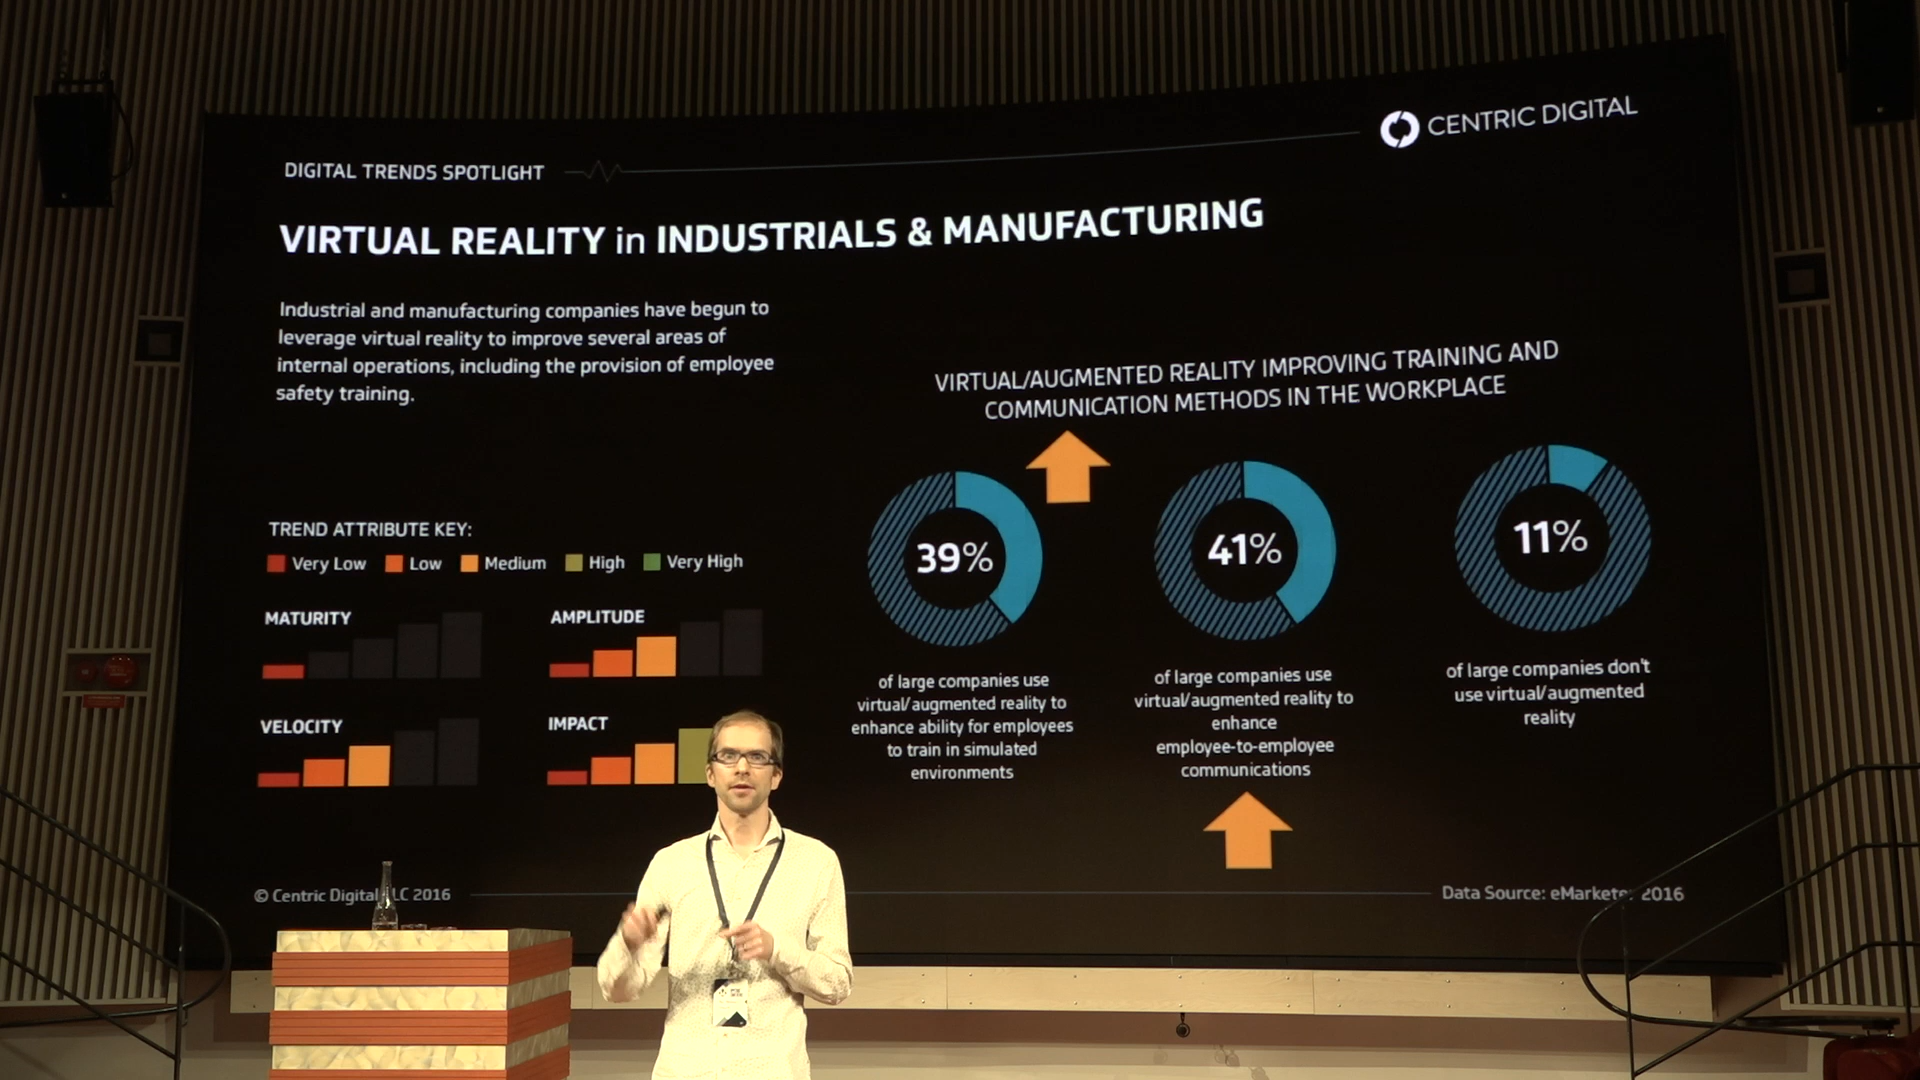 CENTRIC DIGITAL
DIGITAL TRENDS SPOTLIGHT
VIRTUAL REALITY in INDUSTRIALS & MANUFACTURING
Industrial and manufacturing companies have begun to
leverage virtual reality to improve several areas of
internal operations, including the provision of employee
safety training.
TREND ATTRIBUTE KEY:
Very Low
Low
Medium
High
Very High
MATURITY
AMPLITUDE
VELOCITY
IMPACT
VIRTUAL/AUGMENTED REALITY IMPROVING TRAINING AND
COMMUNICATION METHODS IN THE WORKPLACE
39%
of large companies use
virtual/augmented reality to
enhance ability for employees
to train in simulated
environments
41%
of large companies use
virtual/augmented reality to
enhance
employee-to-employee
communications
11%
of large companies don't
use virtual/augmented
reality
© Centric Digital LC 2016
Data Source: eMarketer 2016